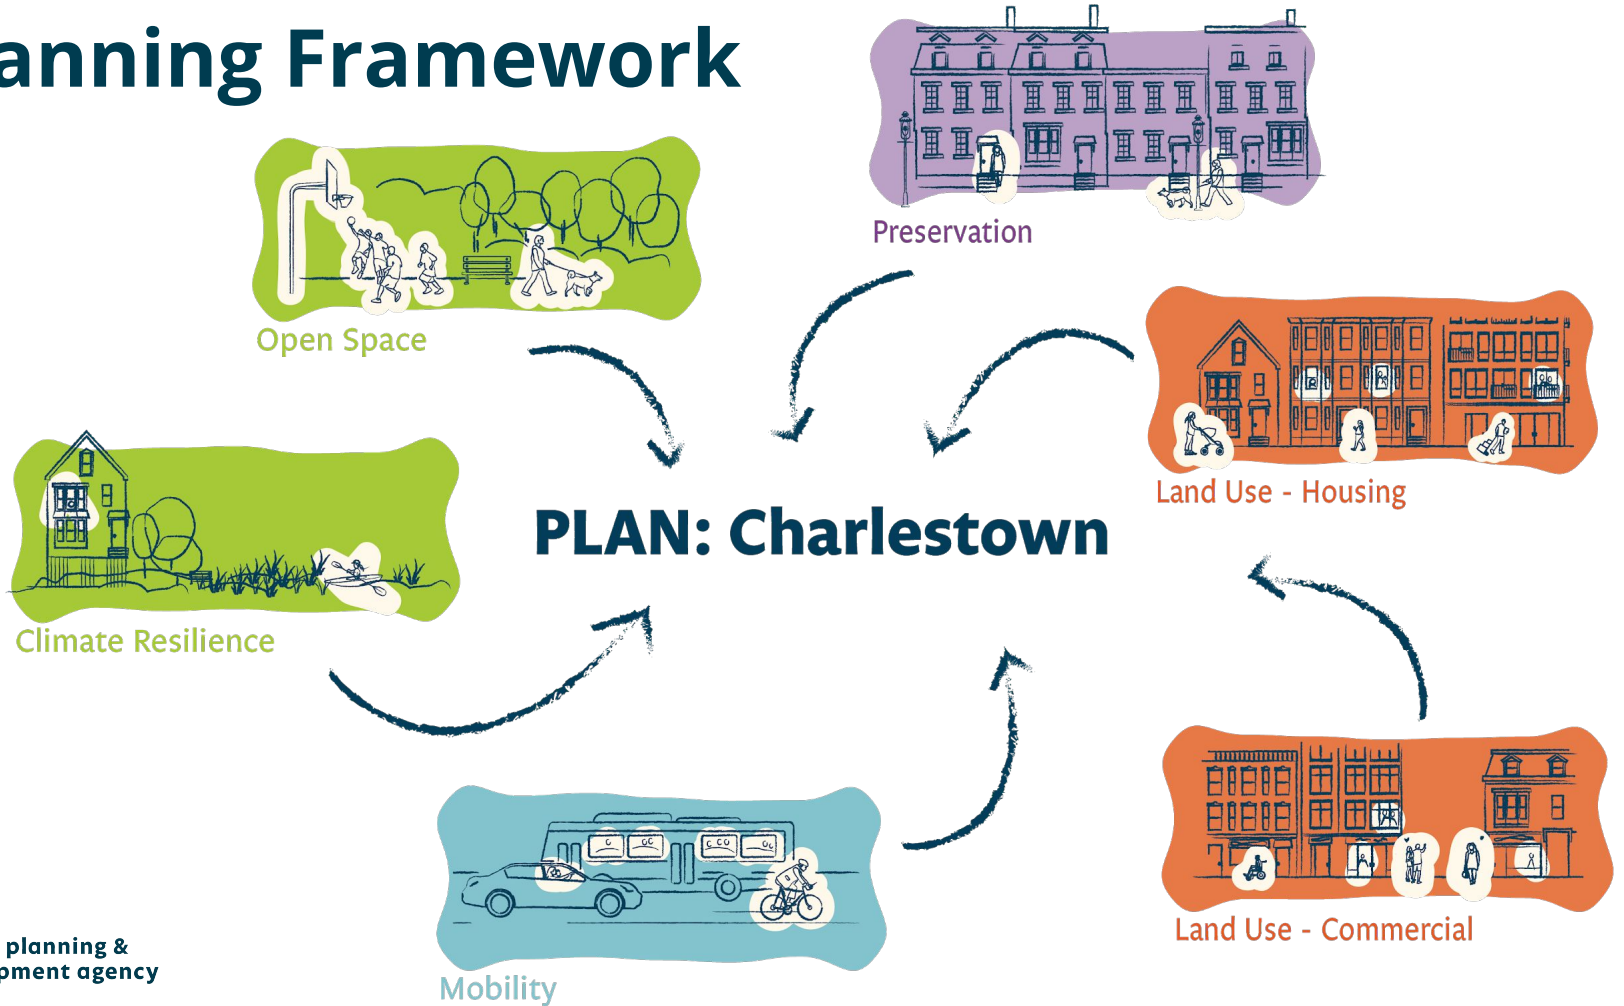 anning Framework
Preservation
Open Space
Land Use - Housing
PLAN: Charlestown
Climate Resilience
Land Use - Commercial
planning &
pment agency
Mobility